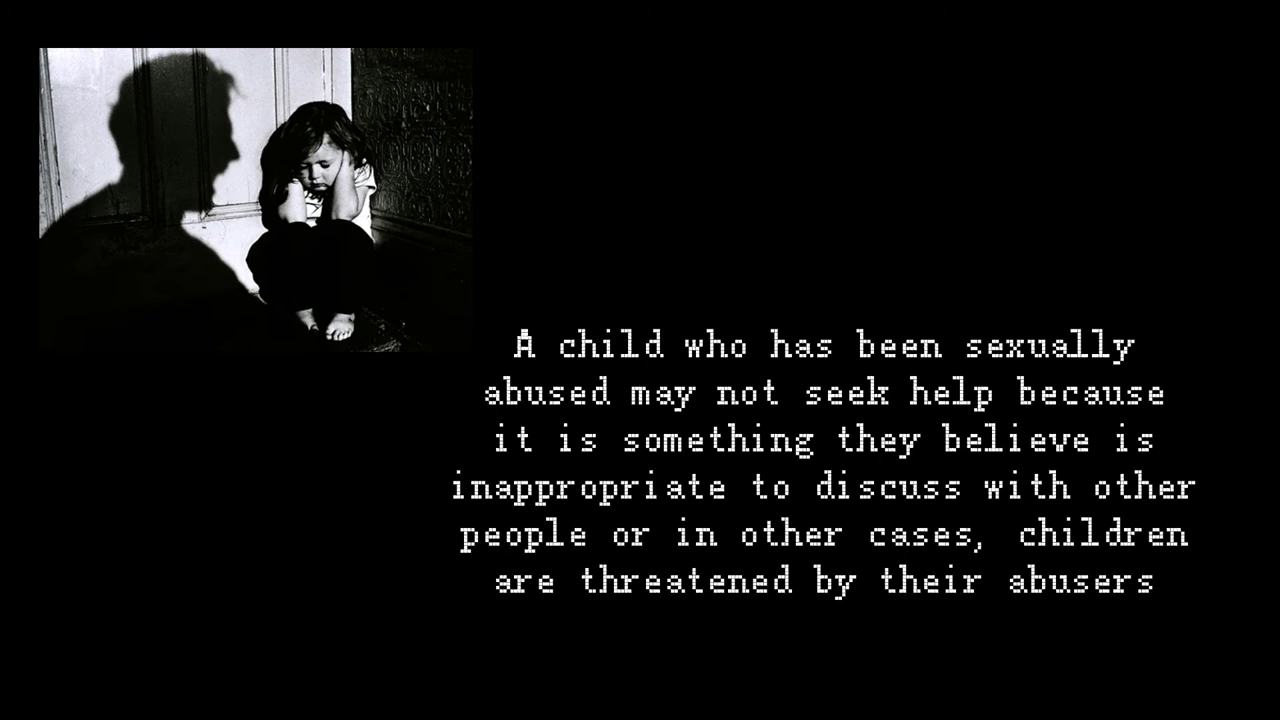 A child who has been sexually
abused may not seek help because
it is something they believe is
inappropriate to discuss with other
people or in other cases, children
are threatened by their abusers